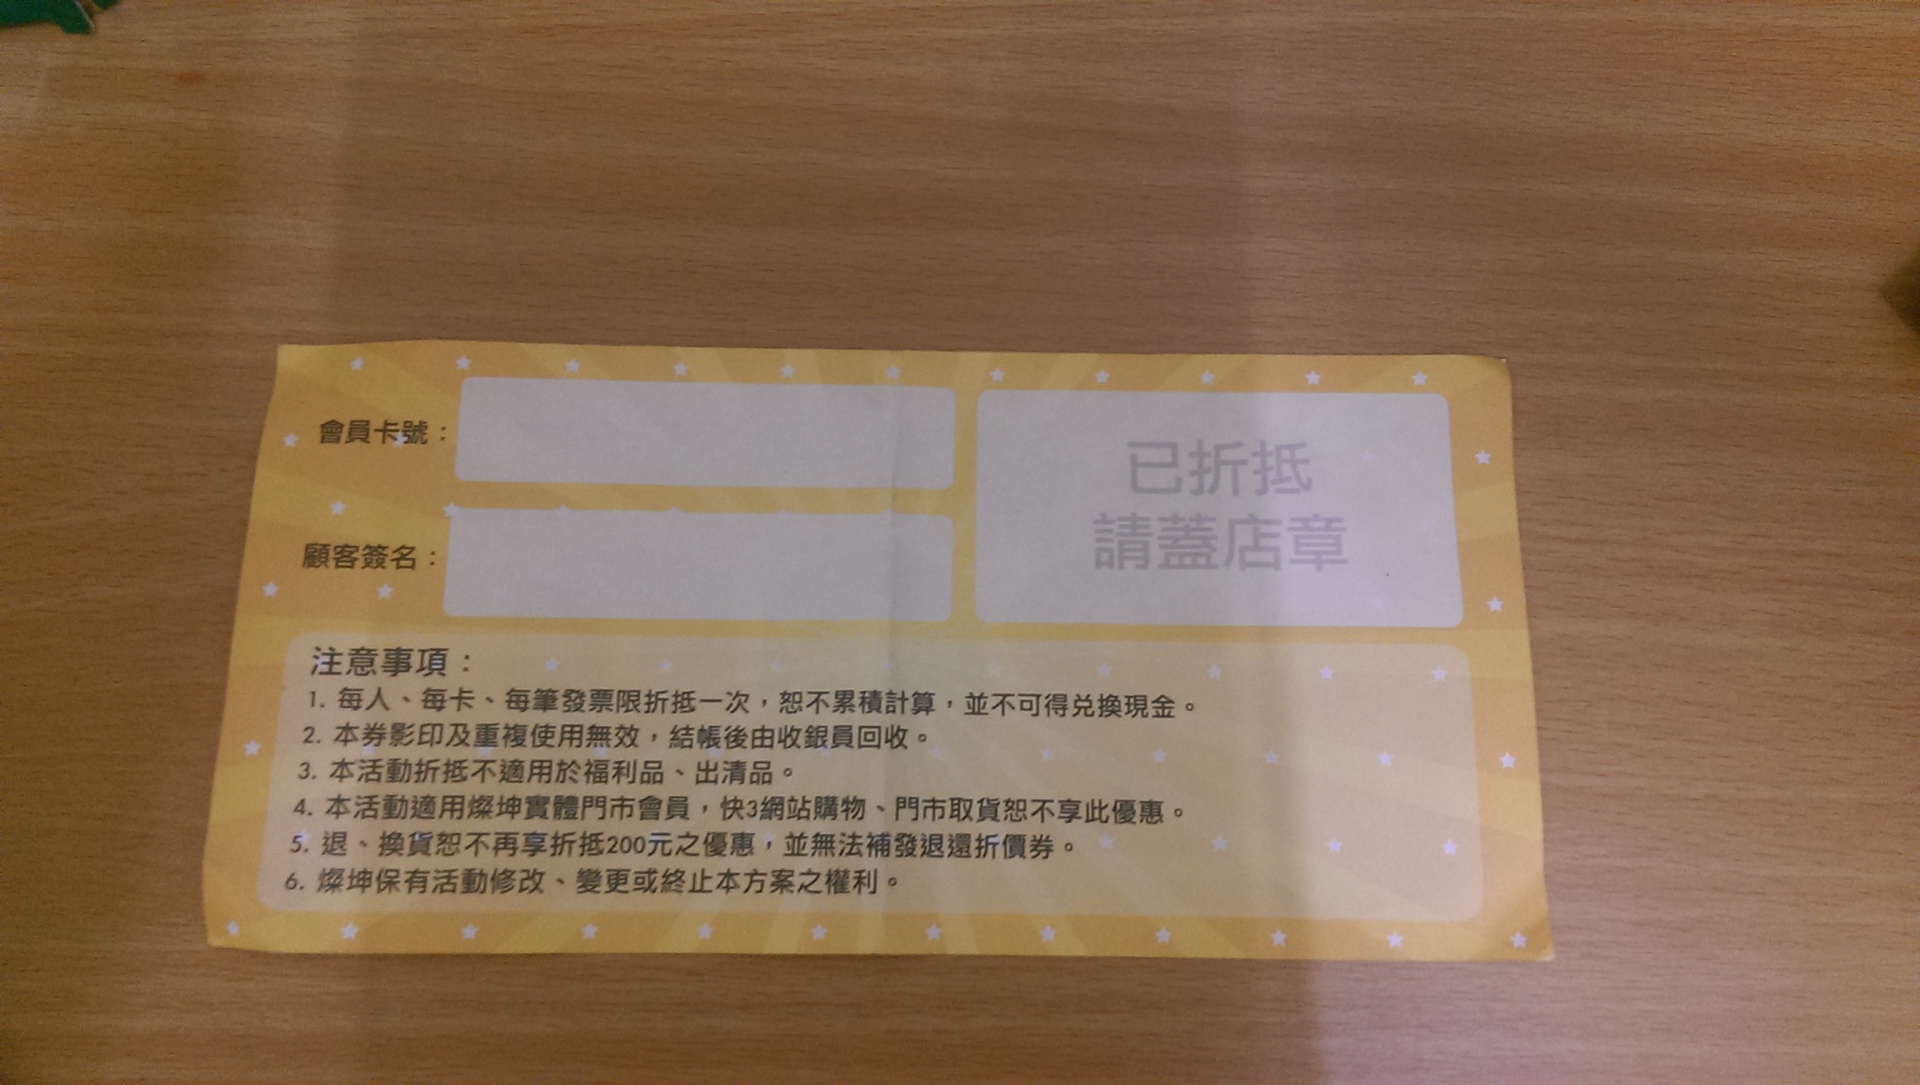 會員卡號：
顧客簽名：
已折抵
請蓋店章
注意事項：
1. 每人、每卡、每筆發票限折抵一次，恕不累積計算，並不可得兌換現金。
2. 本券影印及重複使用無效，結帳後由收銀員回收。
3. 本活動折抵不適用於福利品、出清品。
4. 本活動適用燦坤實體門市會員，快3網站購物、門市取貨恕不享此優惠。
5. 退、換貨恕不再享折抵200元之優惠，並無法補發退還折價券。
6. 燦坤保有活動修改、變更或終止本方案之權利。